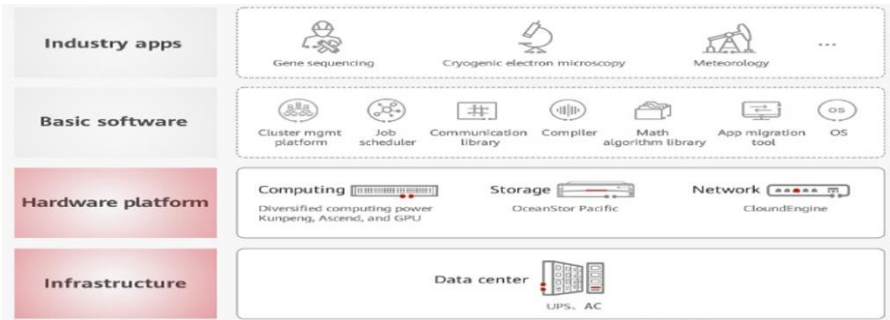 Industry apps
Gene sequencing
Cryogenic electron microscopy
Meteorology
...
Basic software
Cluster mgmt platform
Job scheduler
Communication library
Compiler
Math algorithm library
App migration tool
OS
OS
Hardware platform
Computing
Diversified computing power
Kunpeng, Ascend, and GPU
Storage
OceanStor Pacific
Network
CloundEngine
Infrastructure
Data center
UPS、AC